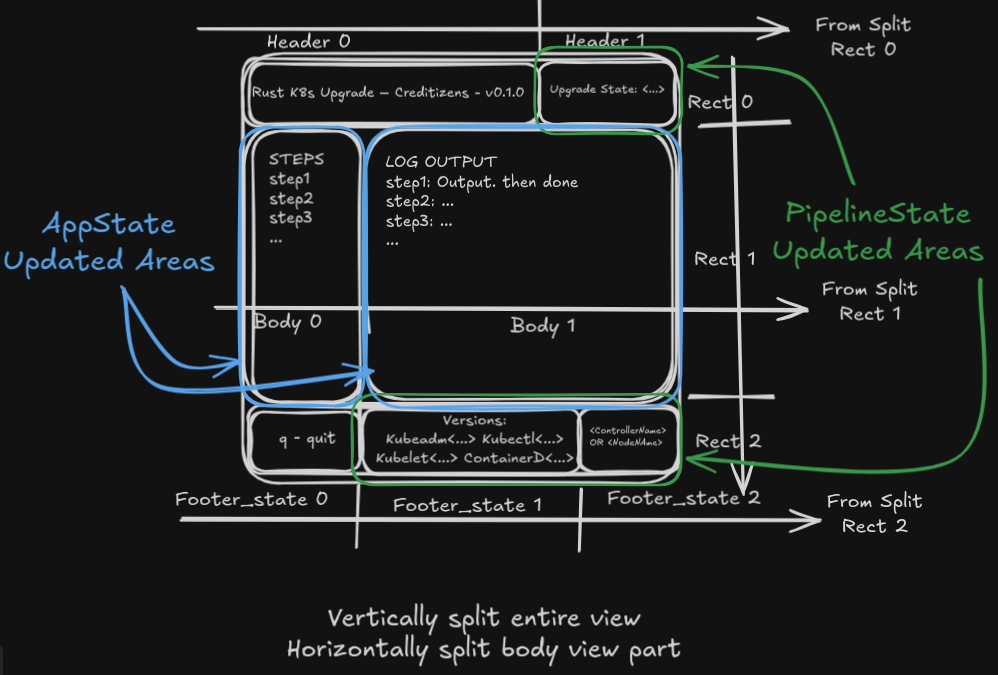 From Split
Rect 0
Header 0
Header 1
Rust K8s Upgrade – Creditizens - v0.1.0
Upgrade State: <...>
Rect 0
STEPS
step1
step2
step3
...
LOG OUTPUT
step1: Output. then done
step2: ...
step3: ...
...
AppState
Updated Areas
PipelineState
Updated Areas
Rect 1
From Split
Rect 1
Body 0
Body 1
q - quit
Versions:
Kubeadm<...> Kubectl<...>
Kubelet<...> ContainerD<...>
<ControllerName>
OR <NodeNAme>
Rect 2
Footer_state 0
Footer_state 1
Footer_state 2
From Split
Rect 2
Vertically split entire view
Horizontally split body view part